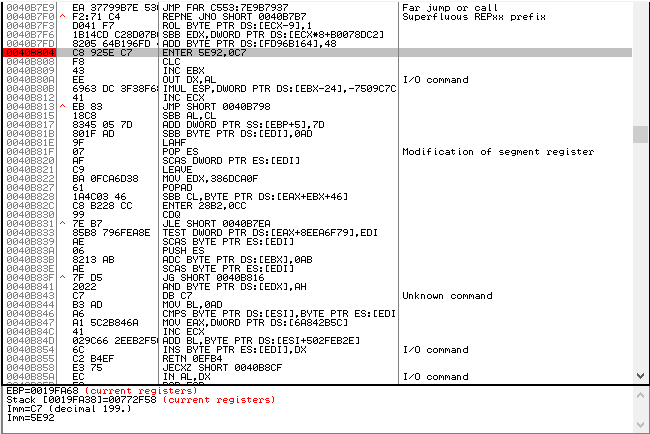 0040B7E9 EA 37799B7E 53 JMP FAR C553:7E9B7937 Far jump or call
0040B7F0 ^ F2:71 C4 REPNE JNO SHORT 0040B7B7 Superfluous REPxx prefix
0040B7F3 D041 F7 ROL BYTE PTR DS:[ECX-9],1
0040B7F6 1B14CD C28D07B SBB EDX,DWORD PTR DS:[ECX*8+B0078DC2]
0040B7FD 8205 64B196FD ADD BYTE PTR DS:[FD96B164],48
0040B804 C8 925E C7 ENTER 5E92,0C7
0040B808 F8 CLC
0040B809 43 INC EBX
0040B80A EE OUT DX,AL I/O command
0040B80B 6963 DC 3F38F6 IMUL ESP,DWORD PTR DS:[EBX-24],-7509C7C
0040B812 41 INC ECX
0040B813 ^ EB 83 JMP SHORT 0040B798
0040B815 18C8 SBB AL,CL
0040B817 8345 05 7D ADD DWORD PTR SS:[EBP+5],7D
0040B81B 801F AD SBB BYTE PTR DS:[EDI],0AD
0040B81E 9F LAHF
0040B81F 07 POP ES Modification of segment register
0040B820 AF SCAS DWORD PTR ES:[EDI]
0040B821 C9 LEAVE
0040B822 BA 0FCA6D38 MOV EDX,386DCA0F
0040B827 61 POPAD
0040B828 1A4C03 46 SBB CL,BYTE PTR DS:[EAX+EBX+46]
0040B82C C8 B228 CC ENTER 28B2,0CC
0040B830 99 CDQ
0040B831 ^ 7E B7 JLE SHORT 0040B7EA
0040B833 85B8 796FEA8E TEST DWORD PTR DS:[EAX+8EEA6F79],EDI
0040B839 AE SCAS BYTE PTR ES:[EDI]
0040B83A 06 PUSH ES
0040B83B 8213 AB ADC BYTE PTR DS:[EBX],0AB
0040B83E AE SCAS BYTE PTR ES:[EDI]
0040B83F ^ 7F D5 JG SHORT 0040B816
0040B841 2022 AND BYTE PTR DS:[EDX],AH
0040B843 C7 DB C7 Unknown command
0040B844 B3 AD MOV BL,0AD
0040B846 A6 CMPS BYTE PTR DS:[ESI],BYTE PTR ES:[EDI
0040B847 A1 5C2B846A MOV EAX,DWORD PTR DS:[6A842B5C]
0040B84C 41 INC ECX
0040B84D 029C66 2EEB2F5 ADD BL,BYTE PTR DS:[ESI+502FEB2E]
0040B854 6C INS BYTE PTR ES:[EDI],DX I/O command
0040B855 C2 B4EF RETN 0EFB4
0040B858 E3 75 JECXZ SHORT 0040B8CF
0040B85A EC IN AL,DX I/O command
EBP=0019FA68 (current registers)
Stack [0019FA38]=00772F58 (current registers)
Imm=C7 (decimal 199.)
Imm=5E92